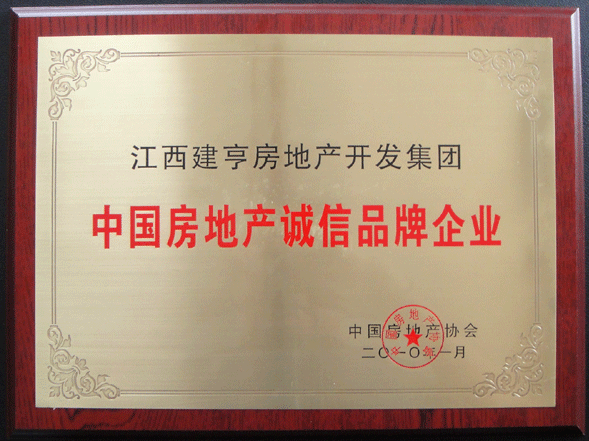 江西建亨房地产开发集团
中国房地产诚信品牌企业
中国房地产协会
二〇一〇年一月